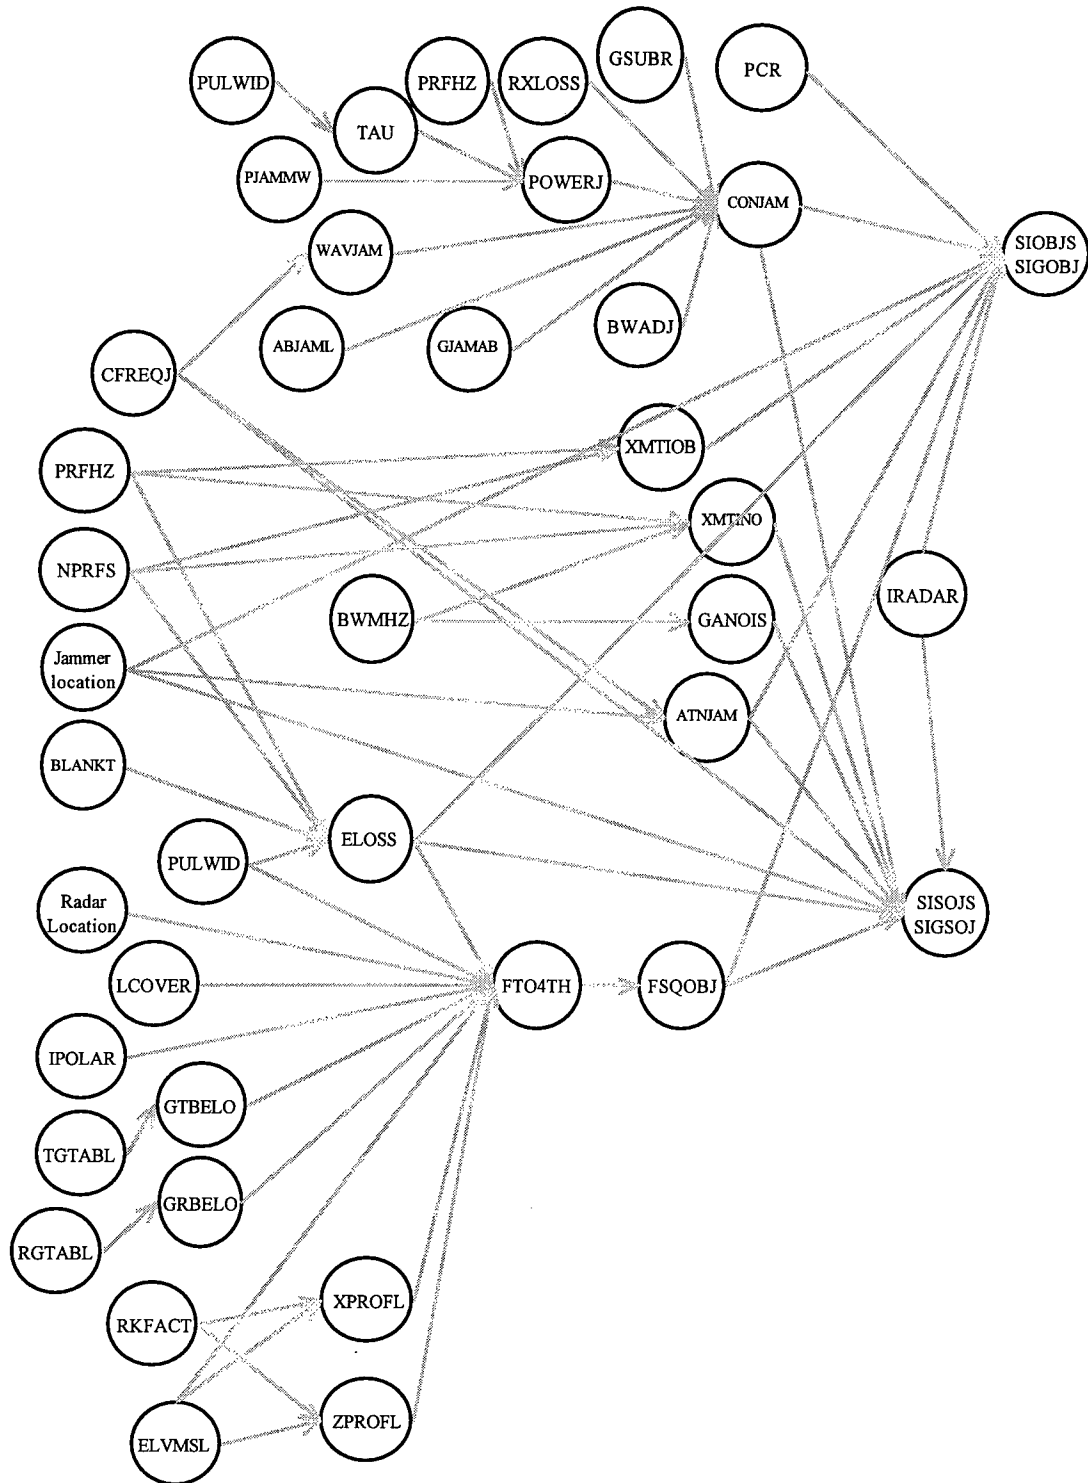 GSUBR
PULWID
PRFHZ
RXLOSS
PCR
TAU
PJAMMW
POWERJ
CONJAM
WAVJAM
SIOBJS
SIGOBJ
ABJAML
GJAMAB
BWADJ
CFREQJ
XMTIOB
PRFHZ
XMTINO
NPRFS
BWMHZ
GANOIS
IRADAR
Jammer
location
ATNJAM
BLANKT
ELOSS
PULWID
Radar
Location
SISOJS
SIGSOJ
LCOVER
FTO4TH
FSQOBJ
IPOLAR
GTBELO
TGTABL
GRBELO
RGTABL
XPROFL
RKFACT
ZPROFL
ELVMSL